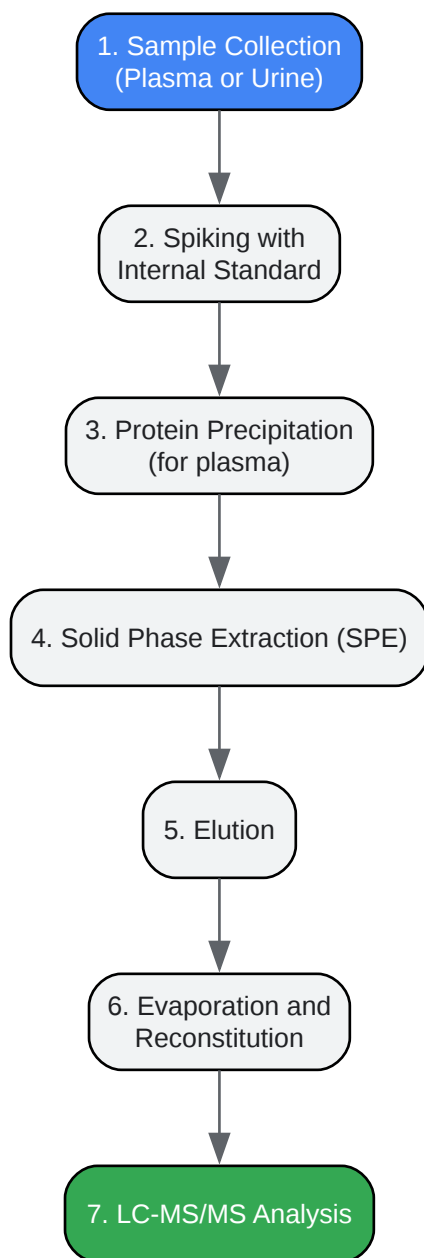 1. Sample Collection
(Plasma or Urine)
2. Spiking with
Internal Standard
3. Protein Precipitation
(for plasma)
4. Solid Phase Extraction (SPE)
5. Elution
6. Evaporation and
Reconstitution
7. LC-MS/MS Analysis